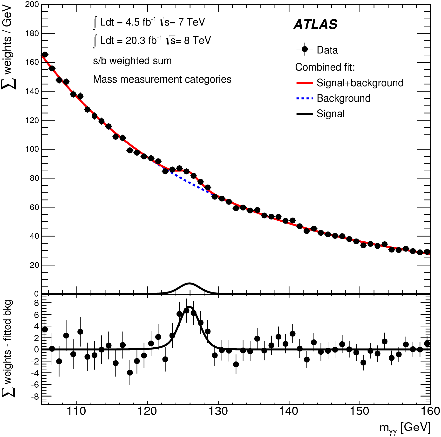 ∑ weights / GeV
200
180
160
140
120
100
80
60
40
20
0
∫ Ldt = 4.5 fb⁻¹ √s= 7 TeV
∫ Ldt = 20.3 fb⁻¹ √s= 8 TeV
s/b weighted sum
Mass measurement categories
ATLAS
Data
Combined fit:
Signal+background
Background
Signal
∑ weights - fitted bkg
8
6
4
2
0
-2
-4
-6
-8
110 120 130 140 150 160
mγγ [GeV]